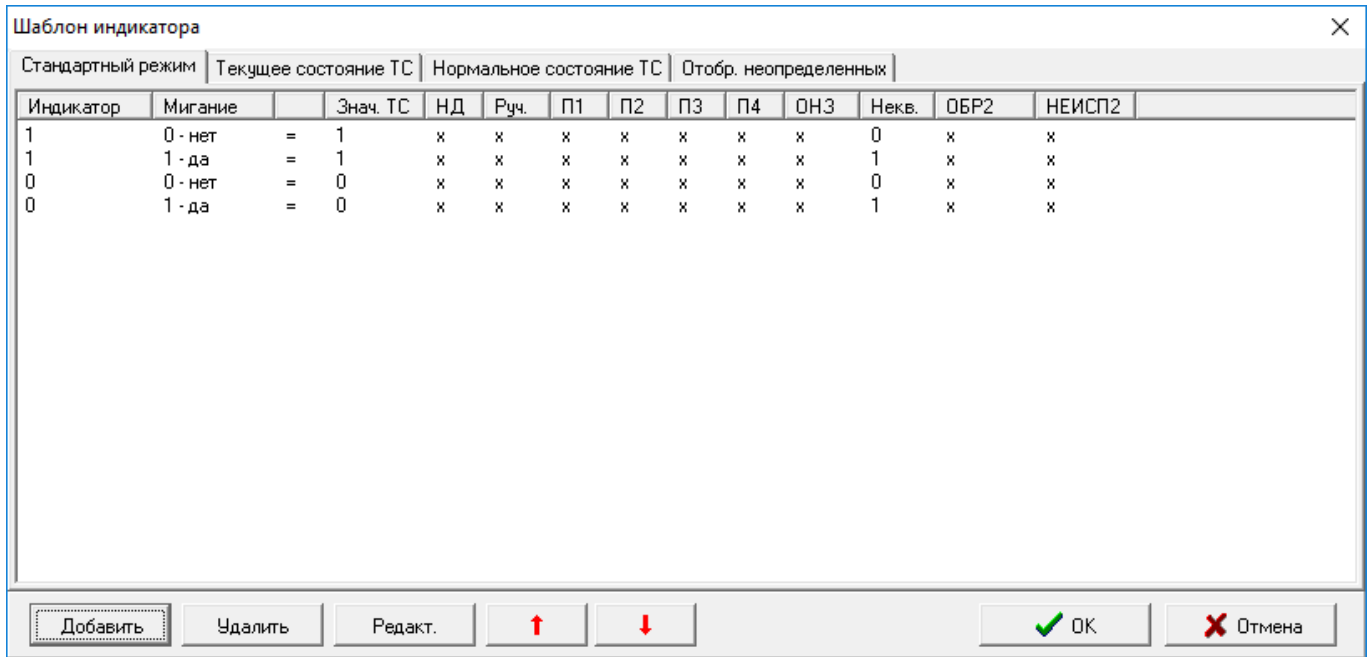 Шаблон индикатора
Стандартный режим Текущее состояние ТС Нормальное состояние ТС Отобр. неопределенных
Индикатор Мигание Знач. ТС НД Руч. П1 П2 П3 П4 ОНЗ Некв. ОБР2 НЕИСП2
1 0 - нет = 1 x x x x x x x 0 x x
1 1 - да = 1 x x x x x x x 1 x x
0 0 - нет = 0 x x x x x x x 0 x x
0 1 - да = 0 x x x x x x x 1 x x
Добавить Удалить Редакт. OK Отмена